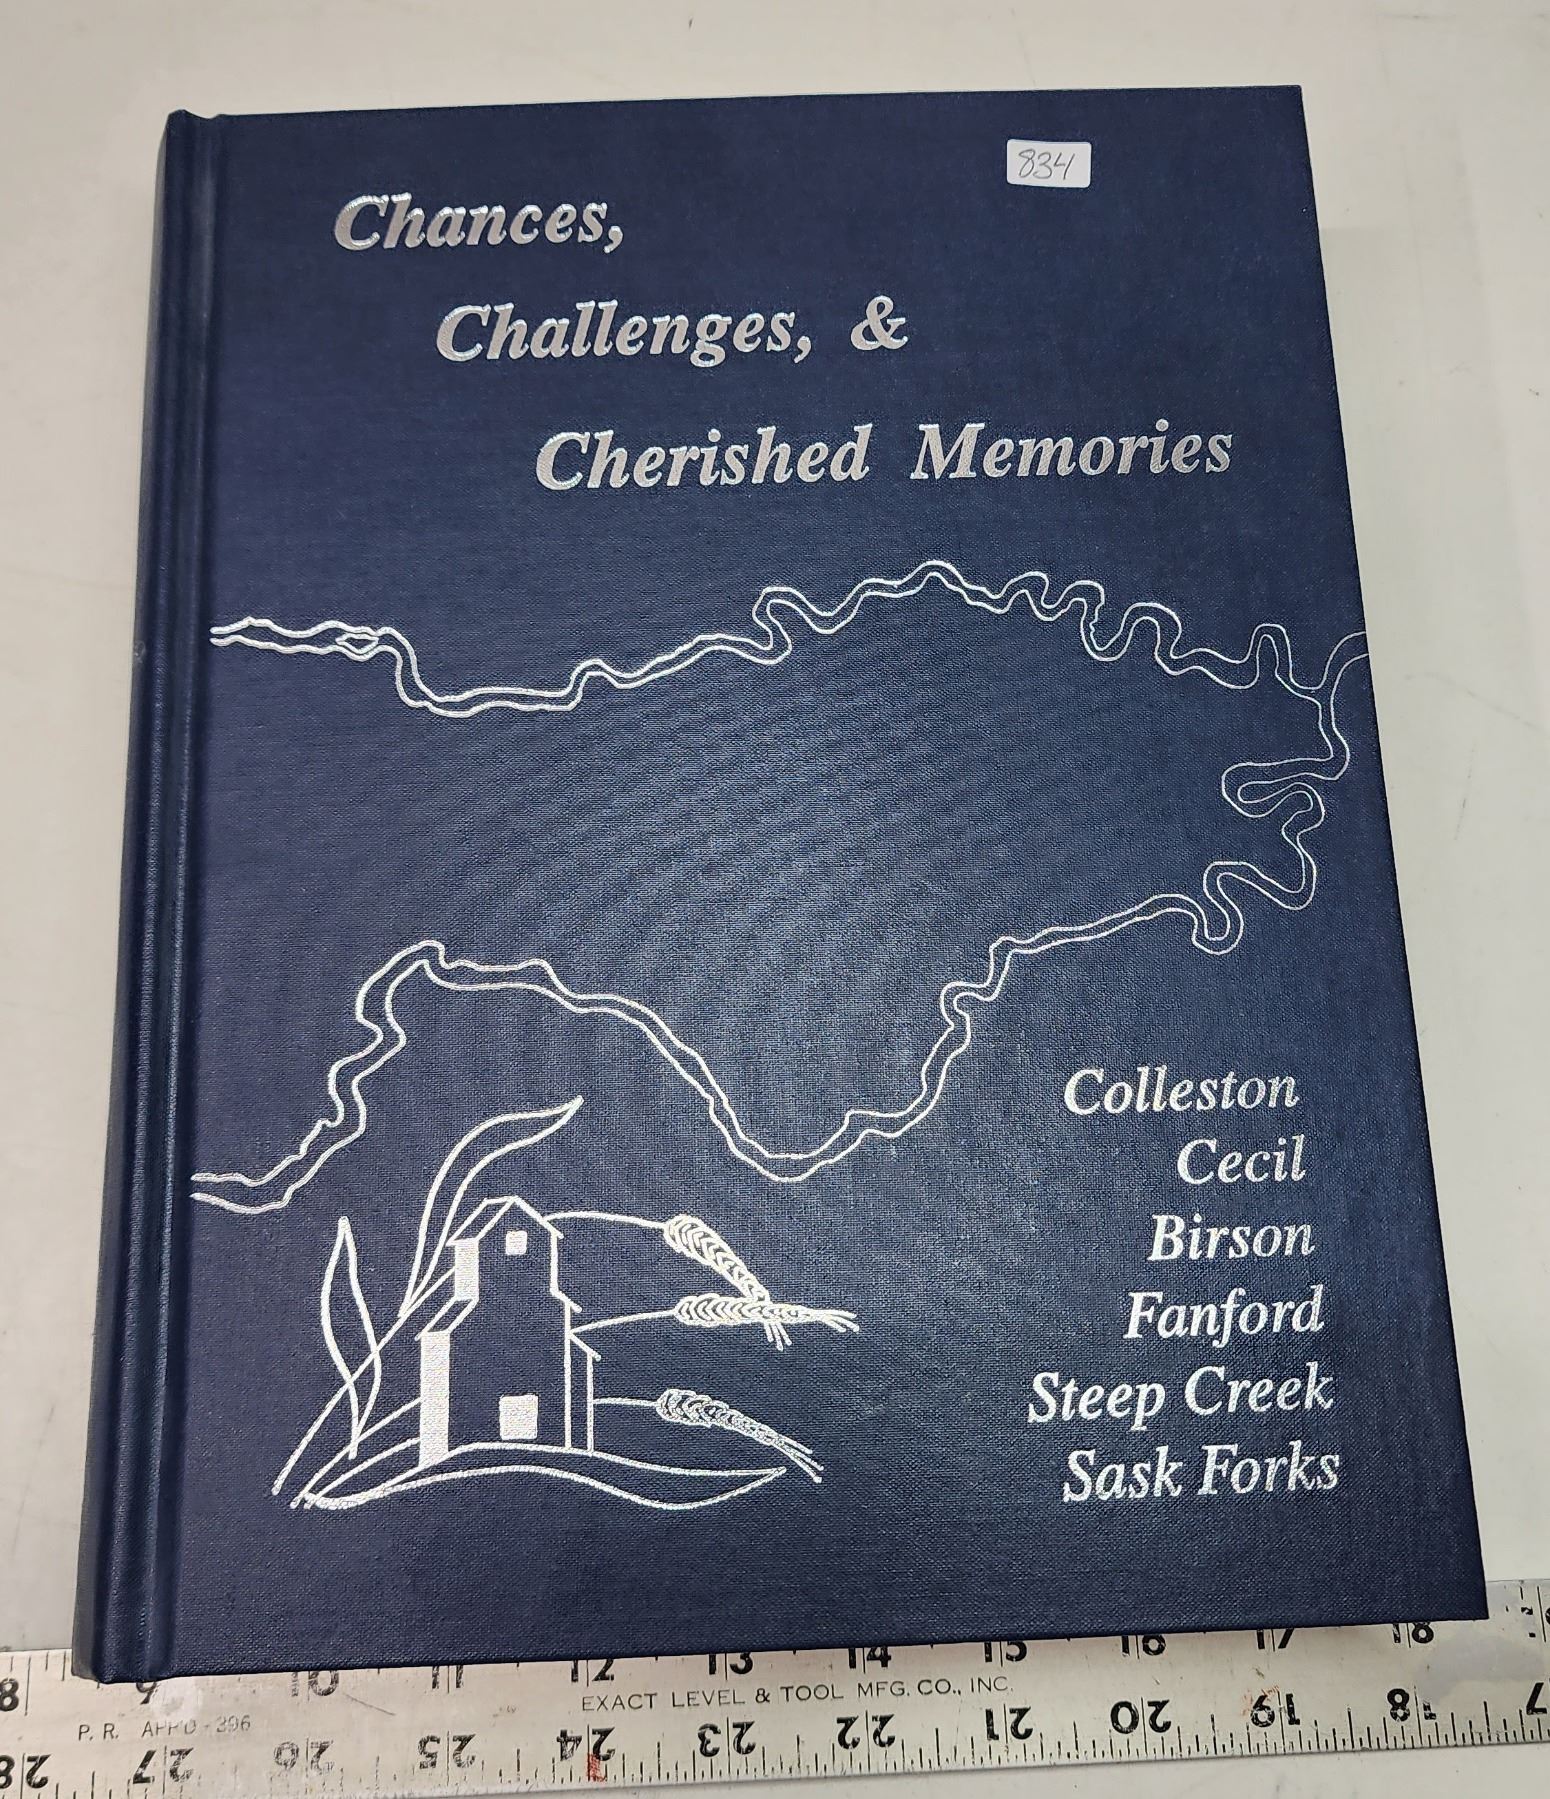 834
Chances,
Challenges, &
Cherished Memories
Colleston
Cecil
Birson
Fanford
Steep Creek
Sask Forks
8 9 10 11 12 13 14 15 16 17 18
EXACT LEVEL & TOOL MFG. CO., INC.
P. R. APPD - 396
28 27 26 25 24 23 22 21 20 19 18